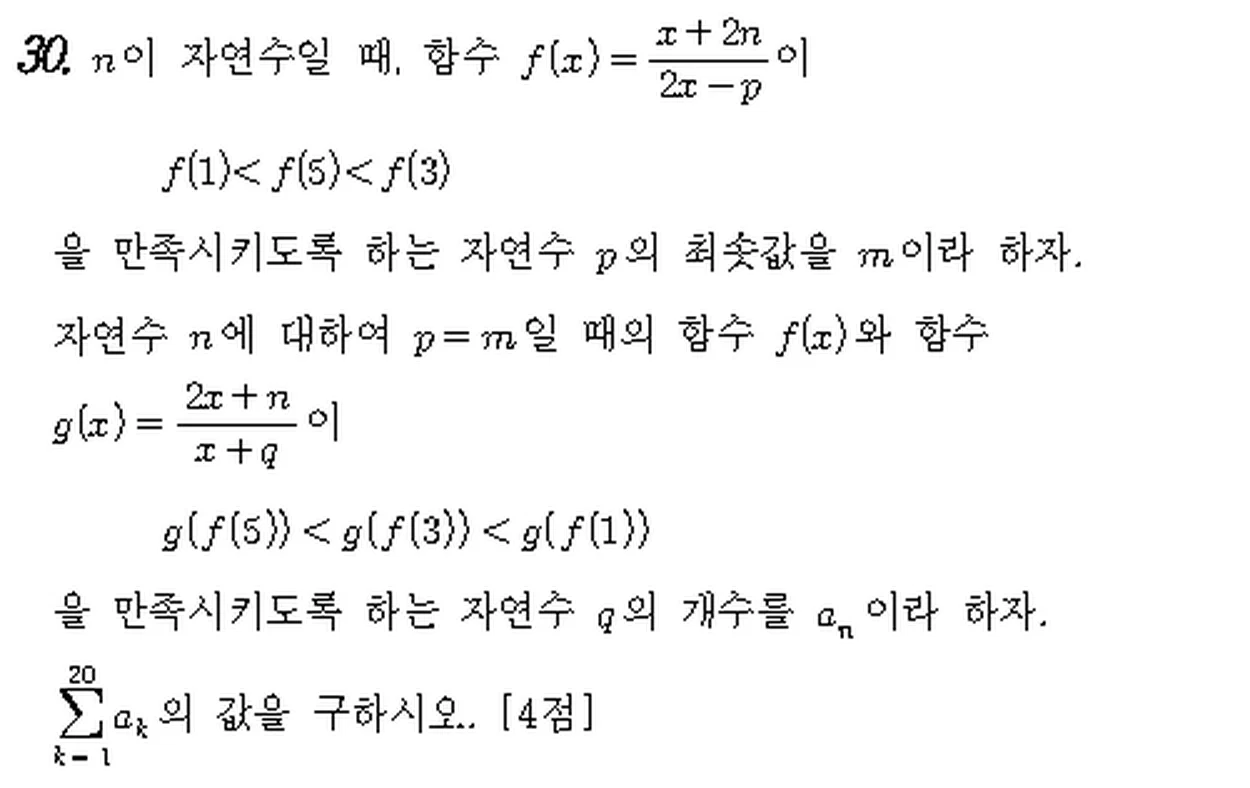 30. n이 자연수일 때, 함수 f(x) = \frac{x+2n}{2x-p} 이
f(1) < f(5) < f(3)
을 만족시키도록 하는 자연수 p의 최솟값을 m이라 하자.
자연수 n에 대하여 p=m일 때의 함수 f(x)와 함수
g(x) = \frac{2x+n}{x+q} 이
g(f(5)) < g(f(3)) < g(f(1))
을 만족시키도록 하는 자연수 q의 개수를 a_n이라 하자.
\sum_{k=1}^{20} a_k의 값을 구하시오.. [4점]